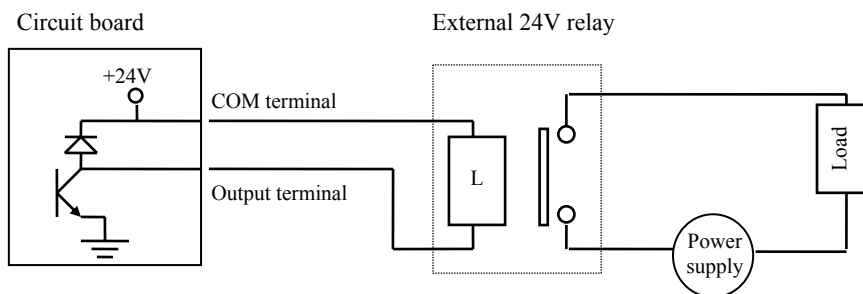 Circuit board
External 24V relay
+24V
COM terminal
Output terminal
L
Load
Power
supply